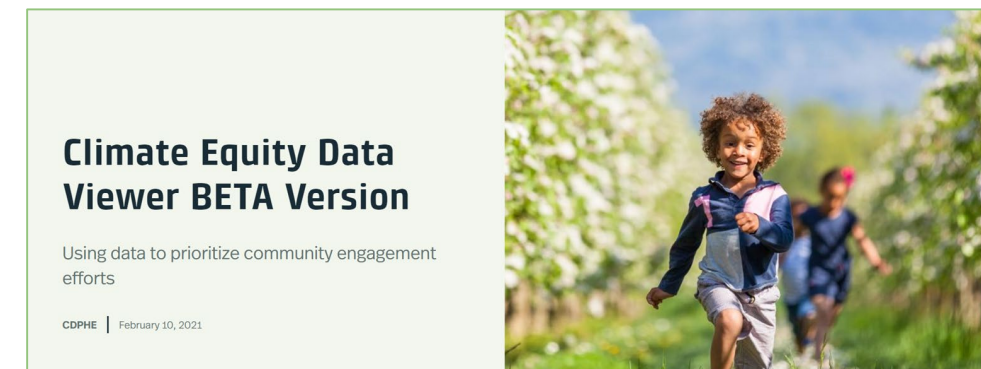 Climate Equity Data
Viewer BETA Version
Using data to prioritize community engagement
efforts
CDPHE | February 10, 2021